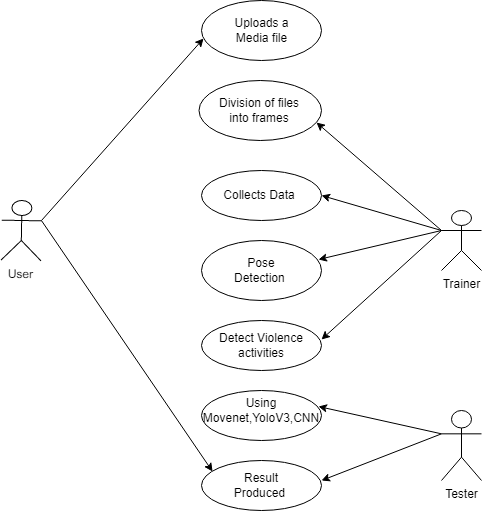 Uploads a
Media file
Division of files
into frames
Collects Data
User
Pose
Detection
Trainer
Detect Violence
activities
Using
Movenet,YoloV3,CNN
Result
Produced
Tester